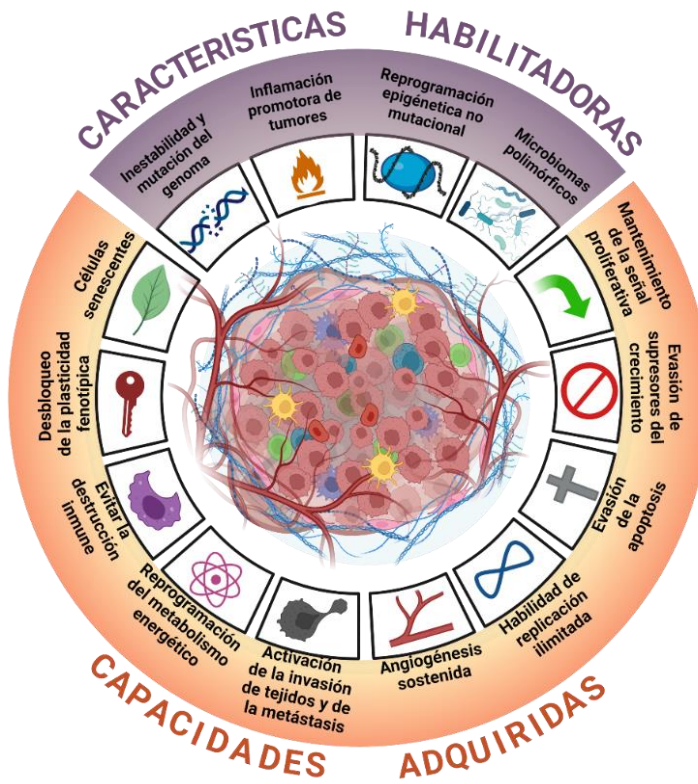 CARACTERISTICAS HABILITADORAS
Inestabilidad y
mutación del
genoma
Inflamación
promotora de
tumores
Reprogramación
epigenética no
mutacional
Microbiomas
polimórficos
Mantenimiento
de la señal
proliferativa
Evasión de
supresores del
crecimiento
Evasión
de la
apoptosis
Habilidad de
replicación
ilimitada
Angiogénesis
sostenida
Activación
de la invasión
de tejidos y de
la metástasis
Reprogramación
del metabolismo
energético
Evitar la
destrucción
inmune
Desbloqueo
de la plasticidad
fenotípica
Células
senescentes
CAPACIDADES ADQUIRIDAS